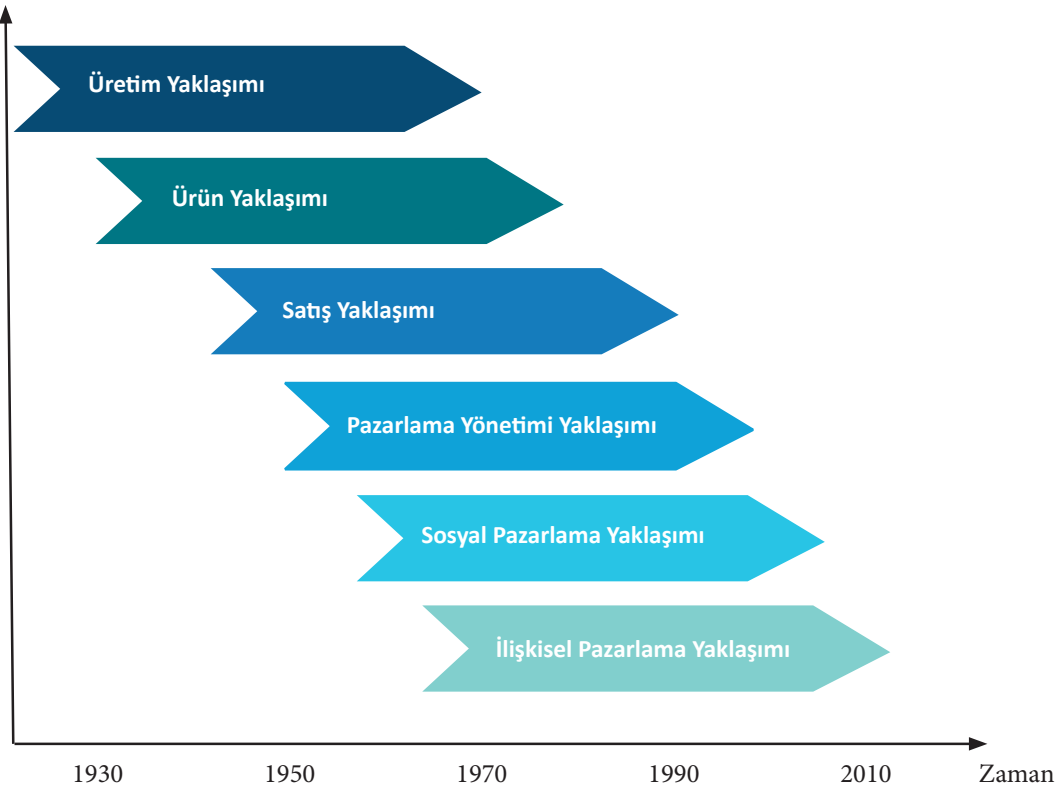 Üretim Yaklaşımı
Ürün Yaklaşımı
Satış Yaklaşımı
Pazarlama Yönetimi Yaklaşımı
Sosyal Pazarlama Yaklaşımı
İlişkisel Pazarlama Yaklaşımı
1930 1950 1970 1990 2010 Zaman